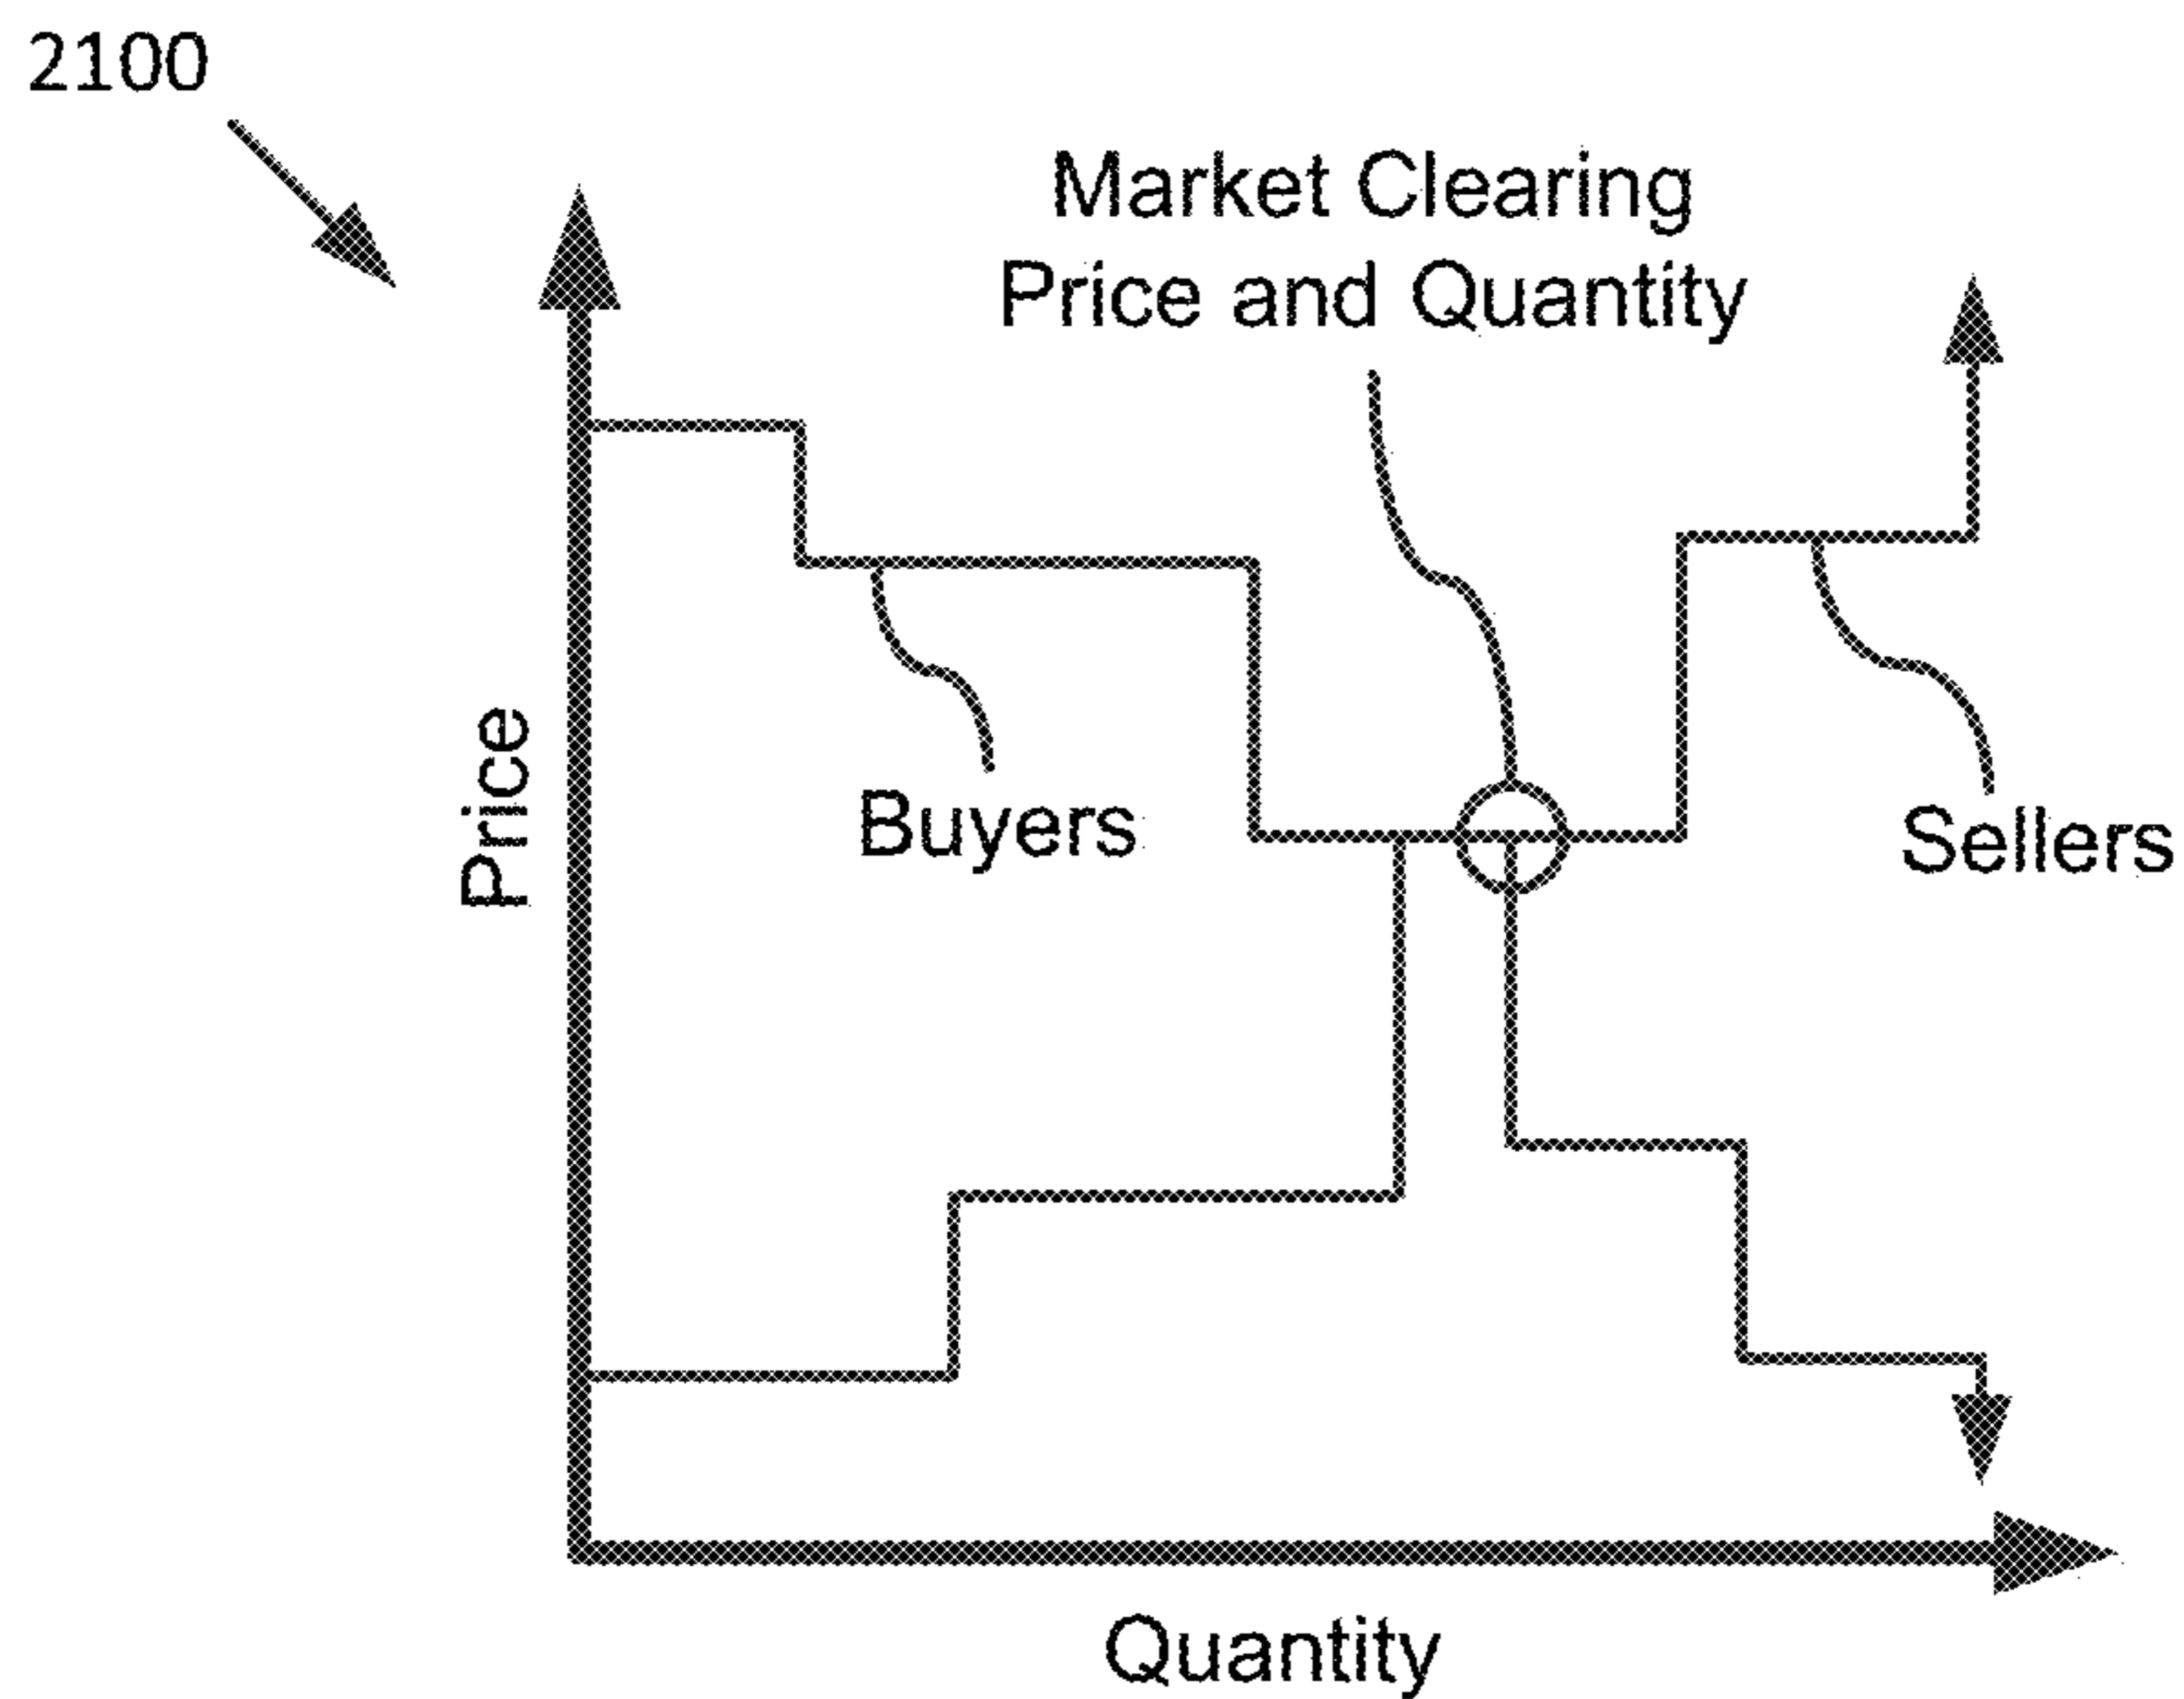 2100
Market Clearing
Price and Quantity
Price
Buyers
Sellers
Quantity